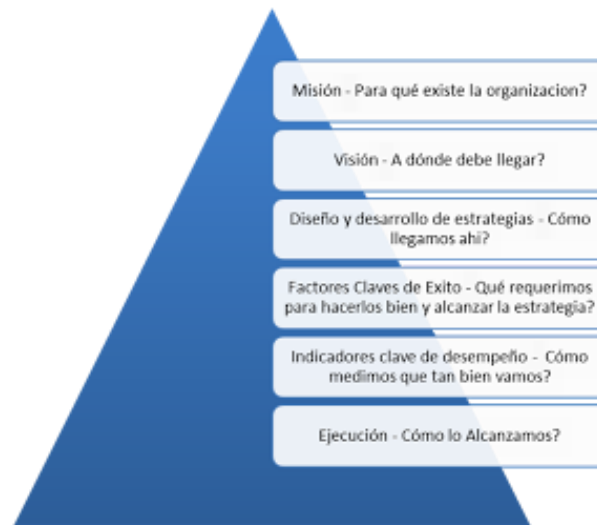 Misión - Para qué existe la organizacion?
Visión - A dónde debe llegar?
Diseño y desarrollo de estrategias - Cómo
llegamos ahi?
Factores Claves de Exito - Qué requerimos
para hacerlos bien y alcanzar la estrategia?
Indicadores clave de desempeño - Cómo
medimos que tan bien vamos?
Ejecución - Cómo lo Alcanzamos?